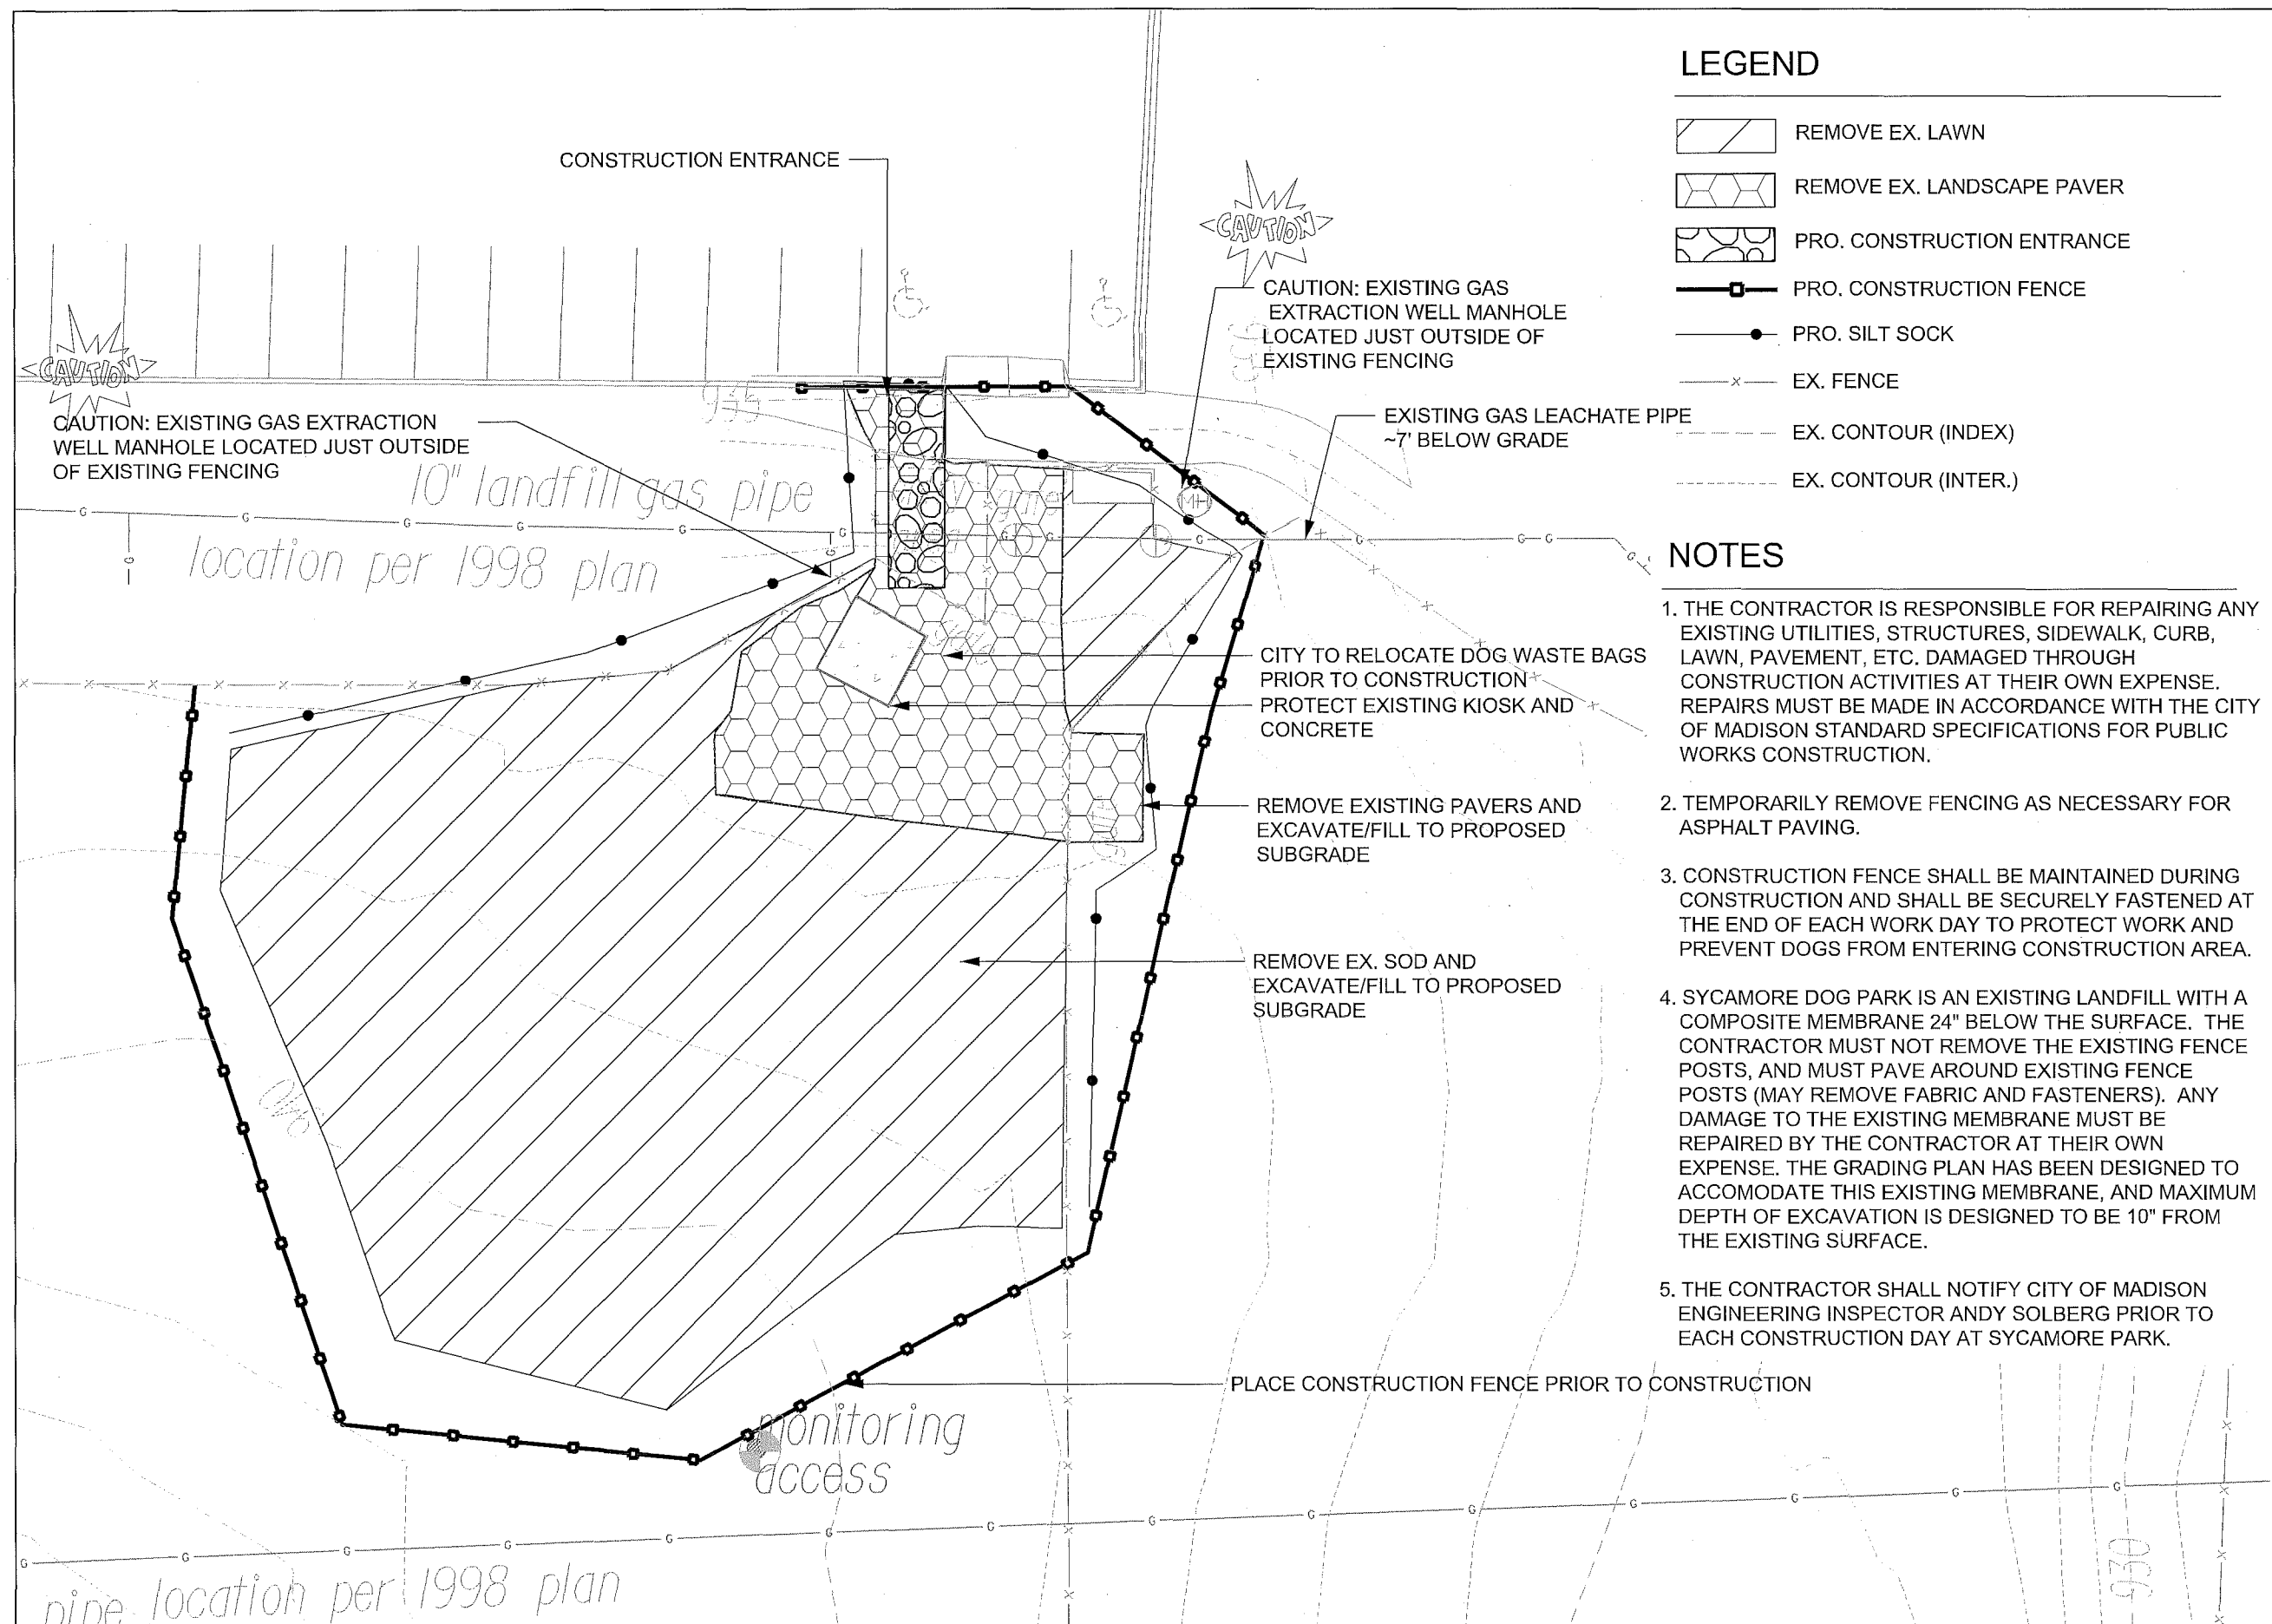 LEGEND
REMOVE EX. LAWN
REMOVE EX. LANDSCAPE PAVER
PRO. CONSTRUCTION ENTRANCE
PRO. CONSTRUCTION FENCE
PRO. SILT SOCK
x
EX. FENCE
EX. CONTOUR (INDEX)
EX. CONTOUR (INTER.)
NOTES
1. THE CONTRACTOR IS RESPONSIBLE FOR REPAIRING ANY
EXISTING UTILITIES, STRUCTURES, SIDEWALK, CURB,
LAWN, PAVEMENT, ETC. DAMAGED THROUGH
CONSTRUCTION ACTIVITIES AT THEIR OWN EXPENSE.
REPAIRS MUST BE MADE IN ACCORDANCE WITH THE CITY
OF MADISON STANDARD SPECIFICATIONS FOR PUBLIC
WORKS CONSTRUCTION.
2. TEMPORARILY REMOVE FENCING AS NECESSARY FOR
ASPHALT PAVING.
3. CONSTRUCTION FENCE SHALL BE MAINTAINED DURING
CONSTRUCTION AND SHALL BE SECURELY FASTENED AT
THE END OF EACH WORK DAY TO PROTECT WORK AND
PREVENT DOGS FROM ENTERING CONSTRUCTION AREA.
4. SYCAMORE DOG PARK IS AN EXISTING LANDFILL WITH A
COMPOSITE MEMBRANE 24" BELOW THE SURFACE. THE
CONTRACTOR MUST NOT REMOVE THE EXISTING FENCE
POSTS, AND MUST PAVE AROUND EXISTING FENCE
POSTS (MAY REMOVE FABRIC AND FASTENERS). ANY
DAMAGE TO THE EXISTING MEMBRANE MUST BE
REPAIRED BY THE CONTRACTOR AT THEIR OWN
EXPENSE. THE GRADING PLAN HAS BEEN DESIGNED TO
ACCOMODATE THIS EXISTING MEMBRANE, AND MAXIMUM
DEPTH OF EXCAVATION IS DESIGNED TO BE 10" FROM
THE EXISTING SURFACE.
5. THE CONTRACTOR SHALL NOTIFY CITY OF MADISON
ENGINEERING INSPECTOR ANDY SOLBERG PRIOR TO
EACH CONSTRUCTION DAY AT SYCAMORE PARK.
CONSTRUCTION ENTRANCE
CAUTION
CAUTION: EXISTING GAS
EXTRACTION WELL MANHOLE
LOCATED JUST OUTSIDE OF
EXISTING FENCING
CAUTION
CAUTION: EXISTING GAS EXTRACTION
WELL MANHOLE LOCATED JUST OUTSIDE
OF EXISTING FENCING
EXISTING GAS LEACHATE PIPE
~7' BELOW GRADE
935
10" landfill gas pipe
location per 1998 plan
MH
CITY TO RELOCATE DOG WASTE BAGS
PRIOR TO CONSTRUCTION
PROTECT EXISTING KIOSK AND
CONCRETE
REMOVE EXISTING PAVERS AND
EXCAVATE/FILL TO PROPOSED
SUBGRADE
REMOVE EX. SOD AND
EXCAVATE/FILL TO PROPOSED
SUBGRADE
940
PLACE CONSTRUCTION FENCE PRIOR TO CONSTRUCTION
monitoring
access
pipe location per 1998 plan
930